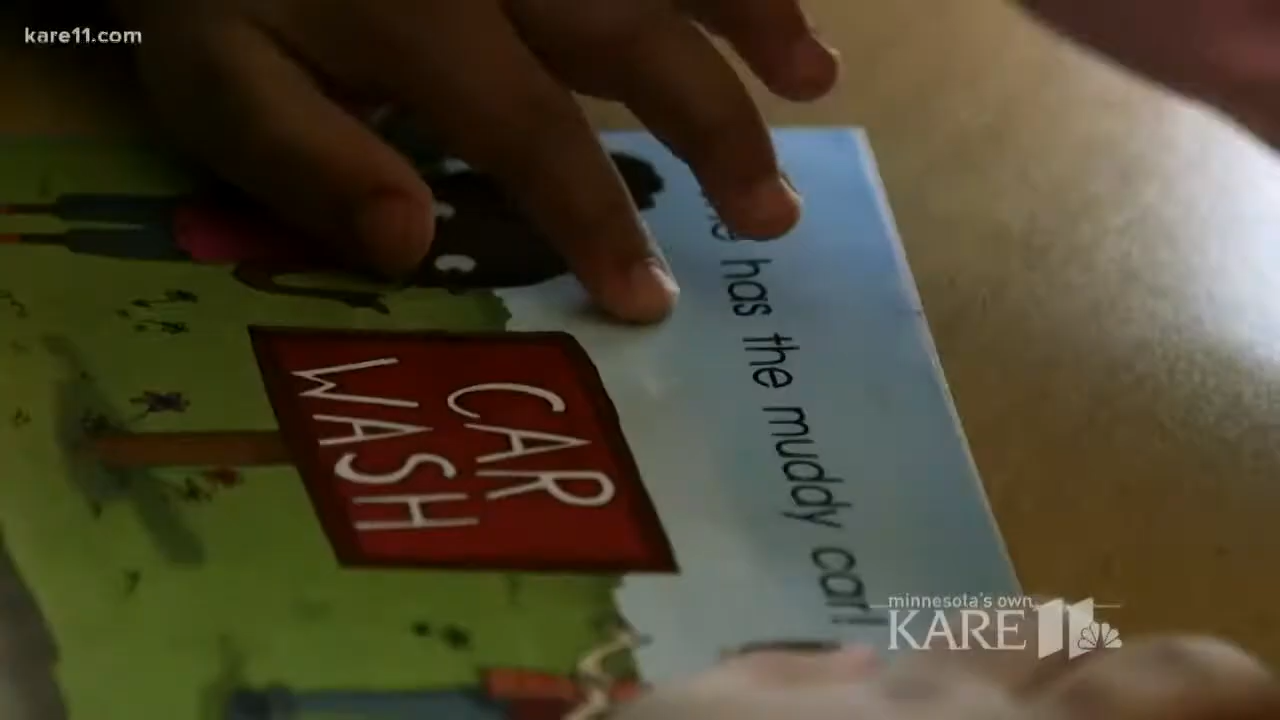 kare11.com
has the muddy car!
CAR
WASH
minnesota's own
KARE 11